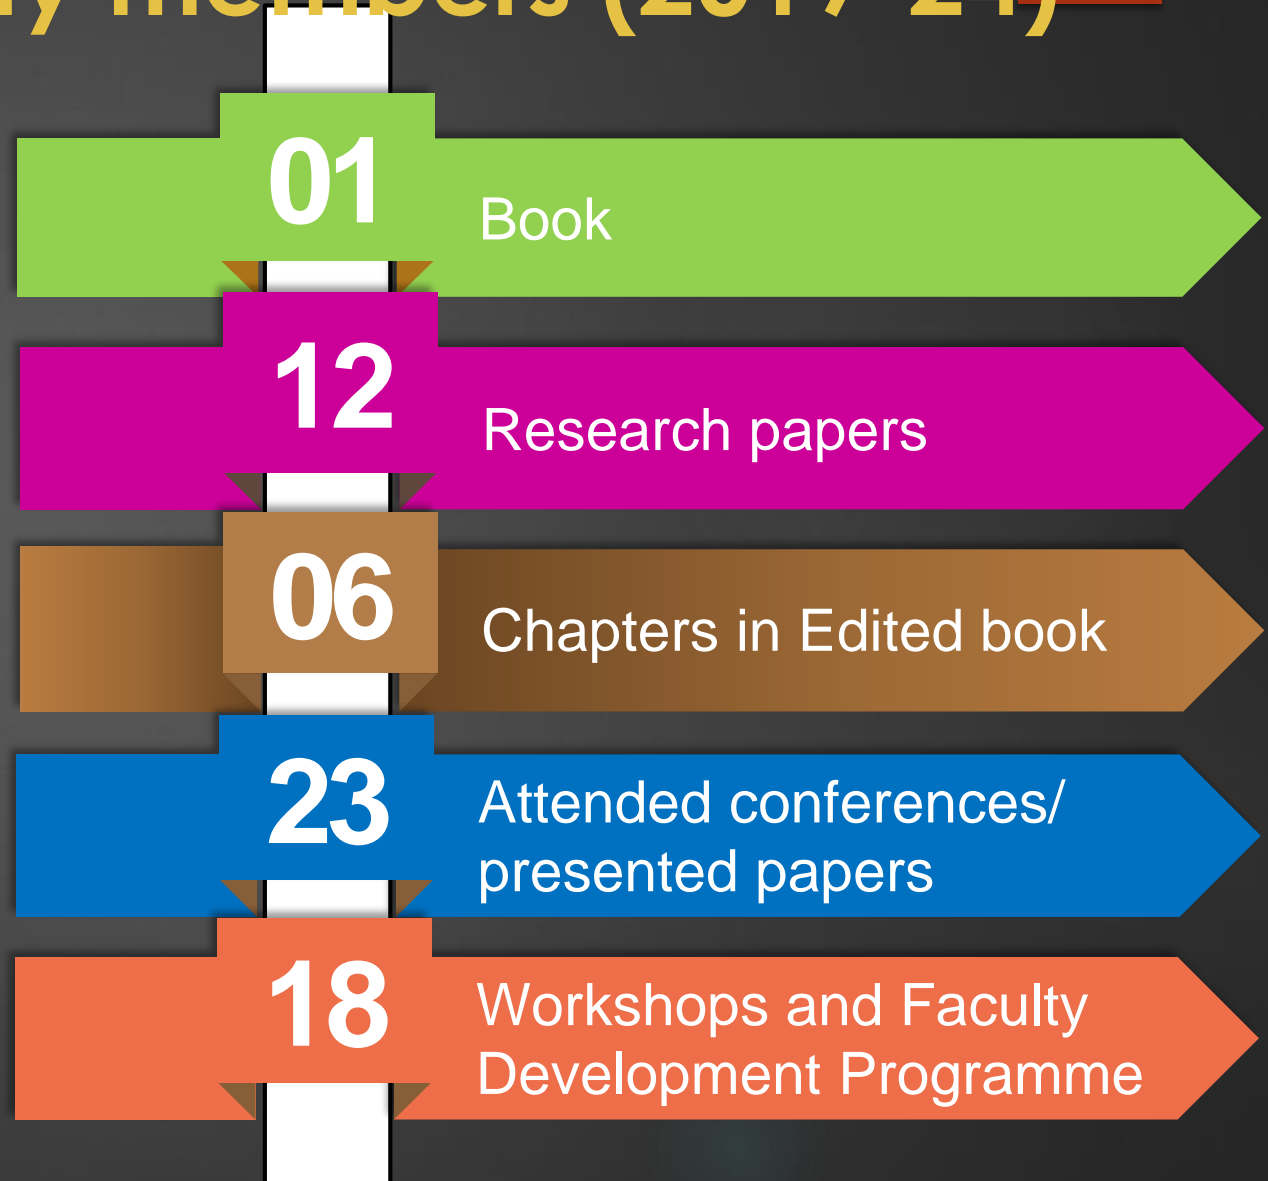 members
01
Book
12
Research papers
06
Chapters in Edited book
23
Attended conferences/
presented papers
18
Workshops and Faculty
Development Programme